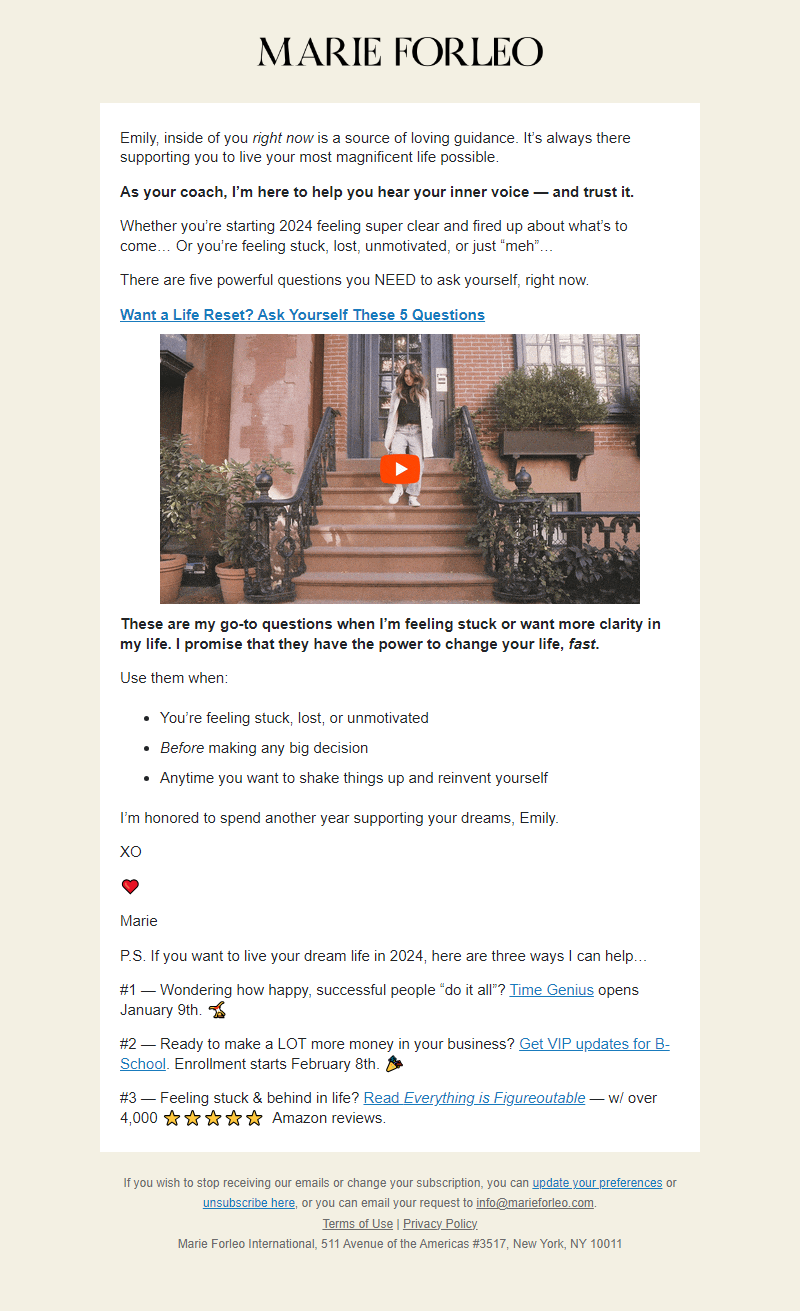 MARIE FORLEO
Emily, inside of you right now is a source of loving guidance. It’s always there
supporting you to live your most magnificent life possible.
As your coach, I’m here to help you hear your inner voice — and trust it.
Whether you’re starting 2024 feeling super clear and fired up about what’s to
come… Or you’re feeling stuck, lost, unmotivated, or just “meh”…
There are five powerful questions you NEED to ask yourself, right now.
Want a Life Reset? Ask Yourself These 5 Questions
These are my go-to questions when I’m feeling stuck or want more clarity in
my life. I promise that they have the power to change your life, fast.
Use them when:
• You’re feeling stuck, lost, or unmotivated
• Before making any big decision
• Anytime you want to shake things up and reinvent yourself
I’m honored to spend another year supporting your dreams, Emily.
XO
❤️
Marie
P.S. If you want to live your dream life in 2024, here are three ways I can help…
#1 — Wondering how happy, successful people “do it all”? Time Genius opens
January 9th.
#2 — Ready to make a LOT more money in your business? Get VIP updates for B-
School. Enrollment starts February 8th. 🎉
#3 — Feeling stuck & behind in life? Read Everything is Figureoutable — w/ over
4,000 ⭐⭐⭐⭐⭐ Amazon reviews.
If you wish to stop receiving our emails or change your subscription, you can update your preferences or
unsubscribe here, or you can email your request to info@marieforleo.com.
Terms of Use | Privacy Policy
Marie Forleo International, 511 Avenue of the Americas #3517, New York, NY 10011